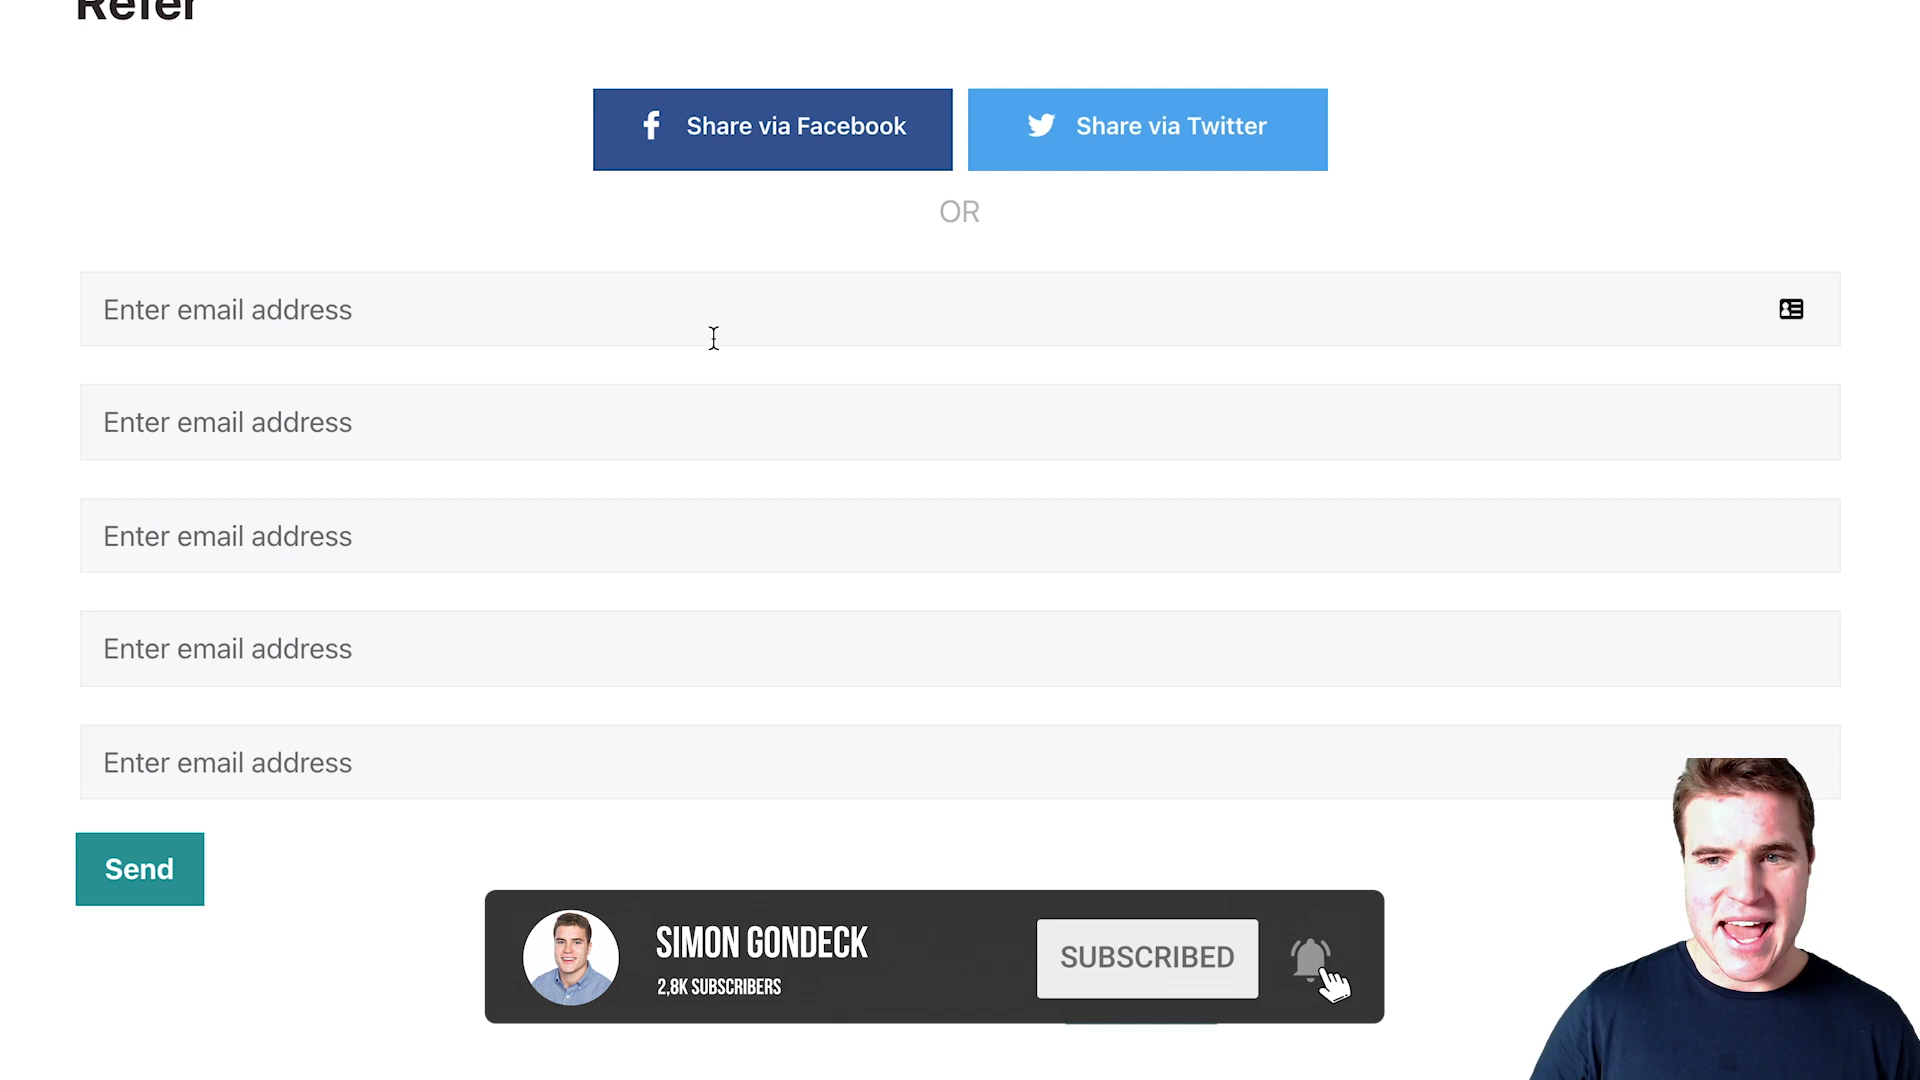 Refer
Share via Facebook
Share via Twitter
OR
Enter email address
Enter email address
Enter email address
Enter email address
Enter email address
Send
SIMON GONDECK
2,8K SUBSCRIBERS
SUBSCRIBED